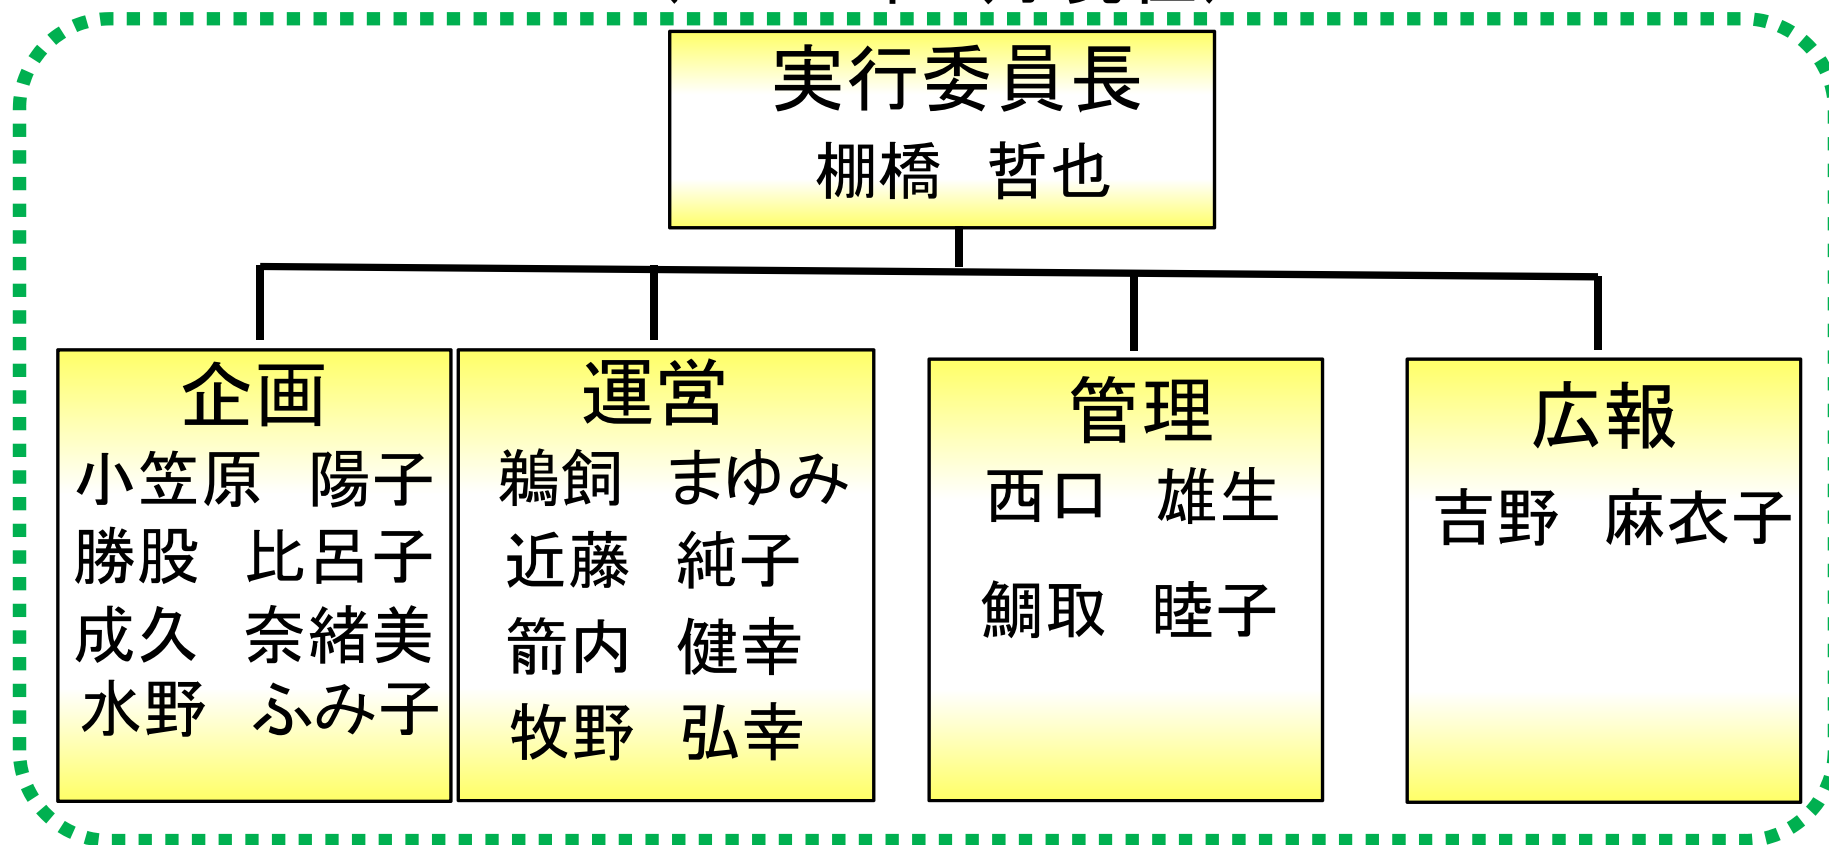 実行委員長
棚橋 哲也
企画
小笠原 陽子
勝股 比呂子
成久 奈緒美
水野 ふみ子
運営
鵜飼 まゆみ
近藤 純子
箭内 健幸
牧野 弘幸
管理
西口 雄生
鯛取 睦子
広報
吉野 麻衣子